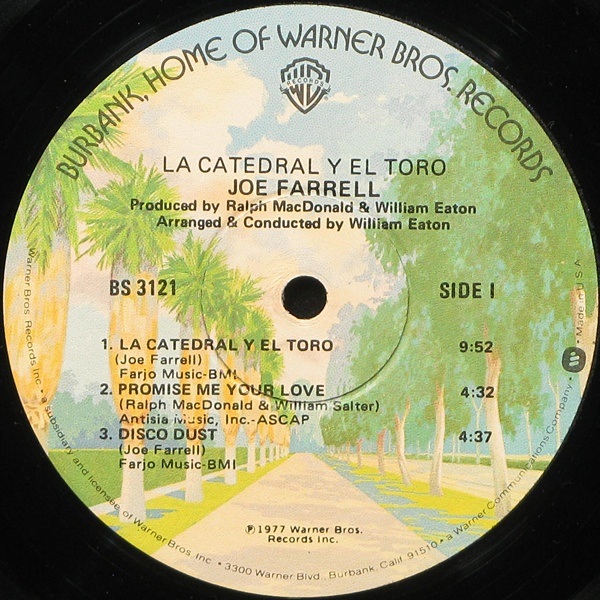 BURBANK, HOME OF WARNER BROS. RECORDS
RECORDS
LA CATEDRAL Y EL TORO
JOE FARRELL
Produced by Ralph MacDonald & William Eaton
Arranged & Conducted by William Eaton
BS 3121
SIDE 1
1. LA CATEDRAL Y EL TORO 9:52
(Joe Farrell)
Farjo Music-BMI
2. PROMISE ME YOUR LOVE 4:32
(Ralph MacDonald & William Salter)
Antisia Music, Inc.-ASCAP
3. DISCO DUST 4:37
(Joe Farrell)
Farjo Music-BMI
℗1977 Warner Bros.
Records Inc.
Warner Bros. Records Inc. • a subsidiary and licensee of Warner Bros. Inc. • 3300 Warner Blvd., Burbank, Calif. 91510 • a Warner Communications Company • Made in U.S.A.